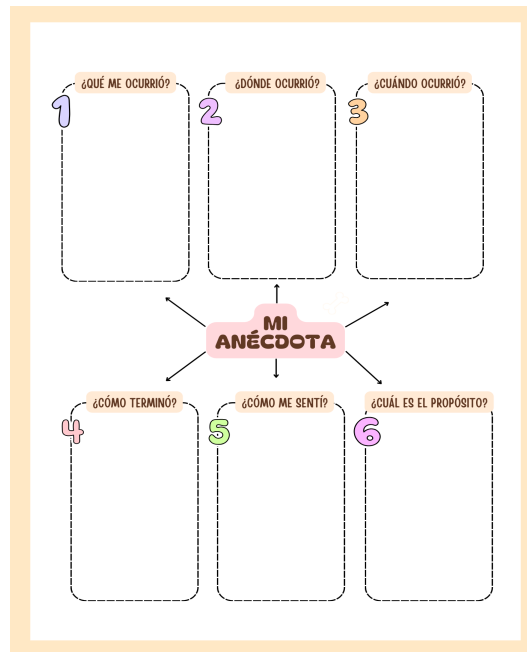 ¿QUÉ ME OCURRIÓ?
1
¿DÓNDE OCURRIÓ?
2
¿CUÁNDO OCURRIÓ?
3
MI
ANÉCDOTA
¿CÓMO TERMINÓ?
4
¿CÓMO ME SENTÍ?
5
¿CUÁL ES EL PROPÓSITO?
6